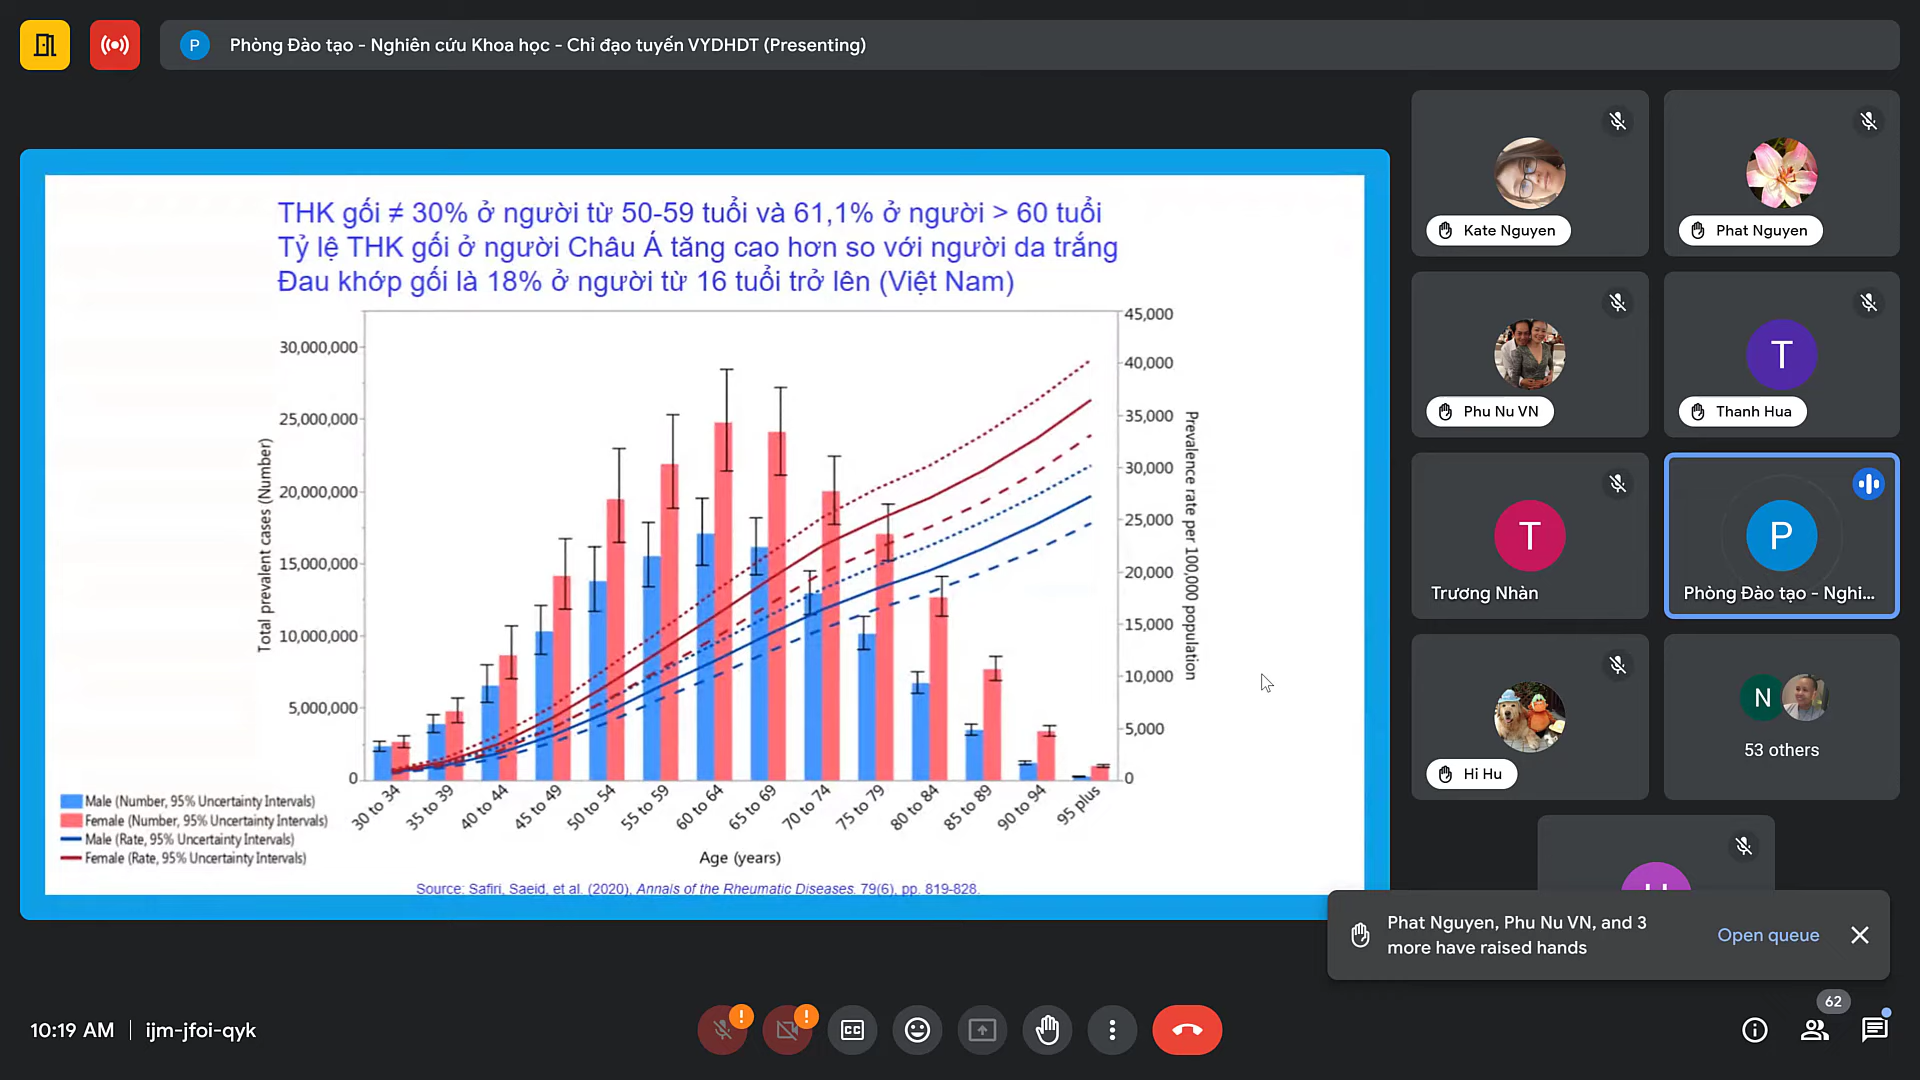 P Phòng Đào tạo - Nghiên cứu Khoa học - Chỉ đạo tuyến VYDHDT (Presenting)
THK gối ≠ 30% ở người từ 50-59 tuổi và 61,1% ở người > 60 tuổi
Tỷ lệ THK gối ở người Châu Á tăng cao hơn so với người da trắng
Đau khớp gối là 18% ở người từ 16 tuổi trở lên (Việt Nam)
Total prevalent cases (Number)
30,000,000
25,000,000
20,000,000
15,000,000
10,000,000
5,000,000
0
45,000
40,000
35,000
30,000
25,000
20,000
15,000
10,000
5,000
0
Prevalence rate per 100,000 population
30 to 34
35 to 39
40 to 44
45 to 49
50 to 54
55 to 59
60 to 64
65 to 69
70 to 74
75 to 79
80 to 84
85 to 89
90 to 94
95 plus
Age (years)
Male (Number, 95% Uncertainty Intervals)
Female (Number, 95% Uncertainty Intervals)
Male (Rate, 95% Uncertainty Intervals)
Female (Rate, 95% Uncertainty Intervals)
Source: Safiri, Saeid, et al. (2020), Annals of the Rheumatic Diseases. 79(6), pp. 819-828.
Kate Nguyen
Phat Nguyen
Phu Nu VN
T
Thanh Hua
T
Trương Nhàn
P
Phòng Đào tạo - Nghi...
Hi Hu
N
53 others
Phat Nguyen, Phu Nu VN, and 3
more have raised hands
Open queue
10:19 AM | ijm-jfoi-qyk
!
!
CC
62